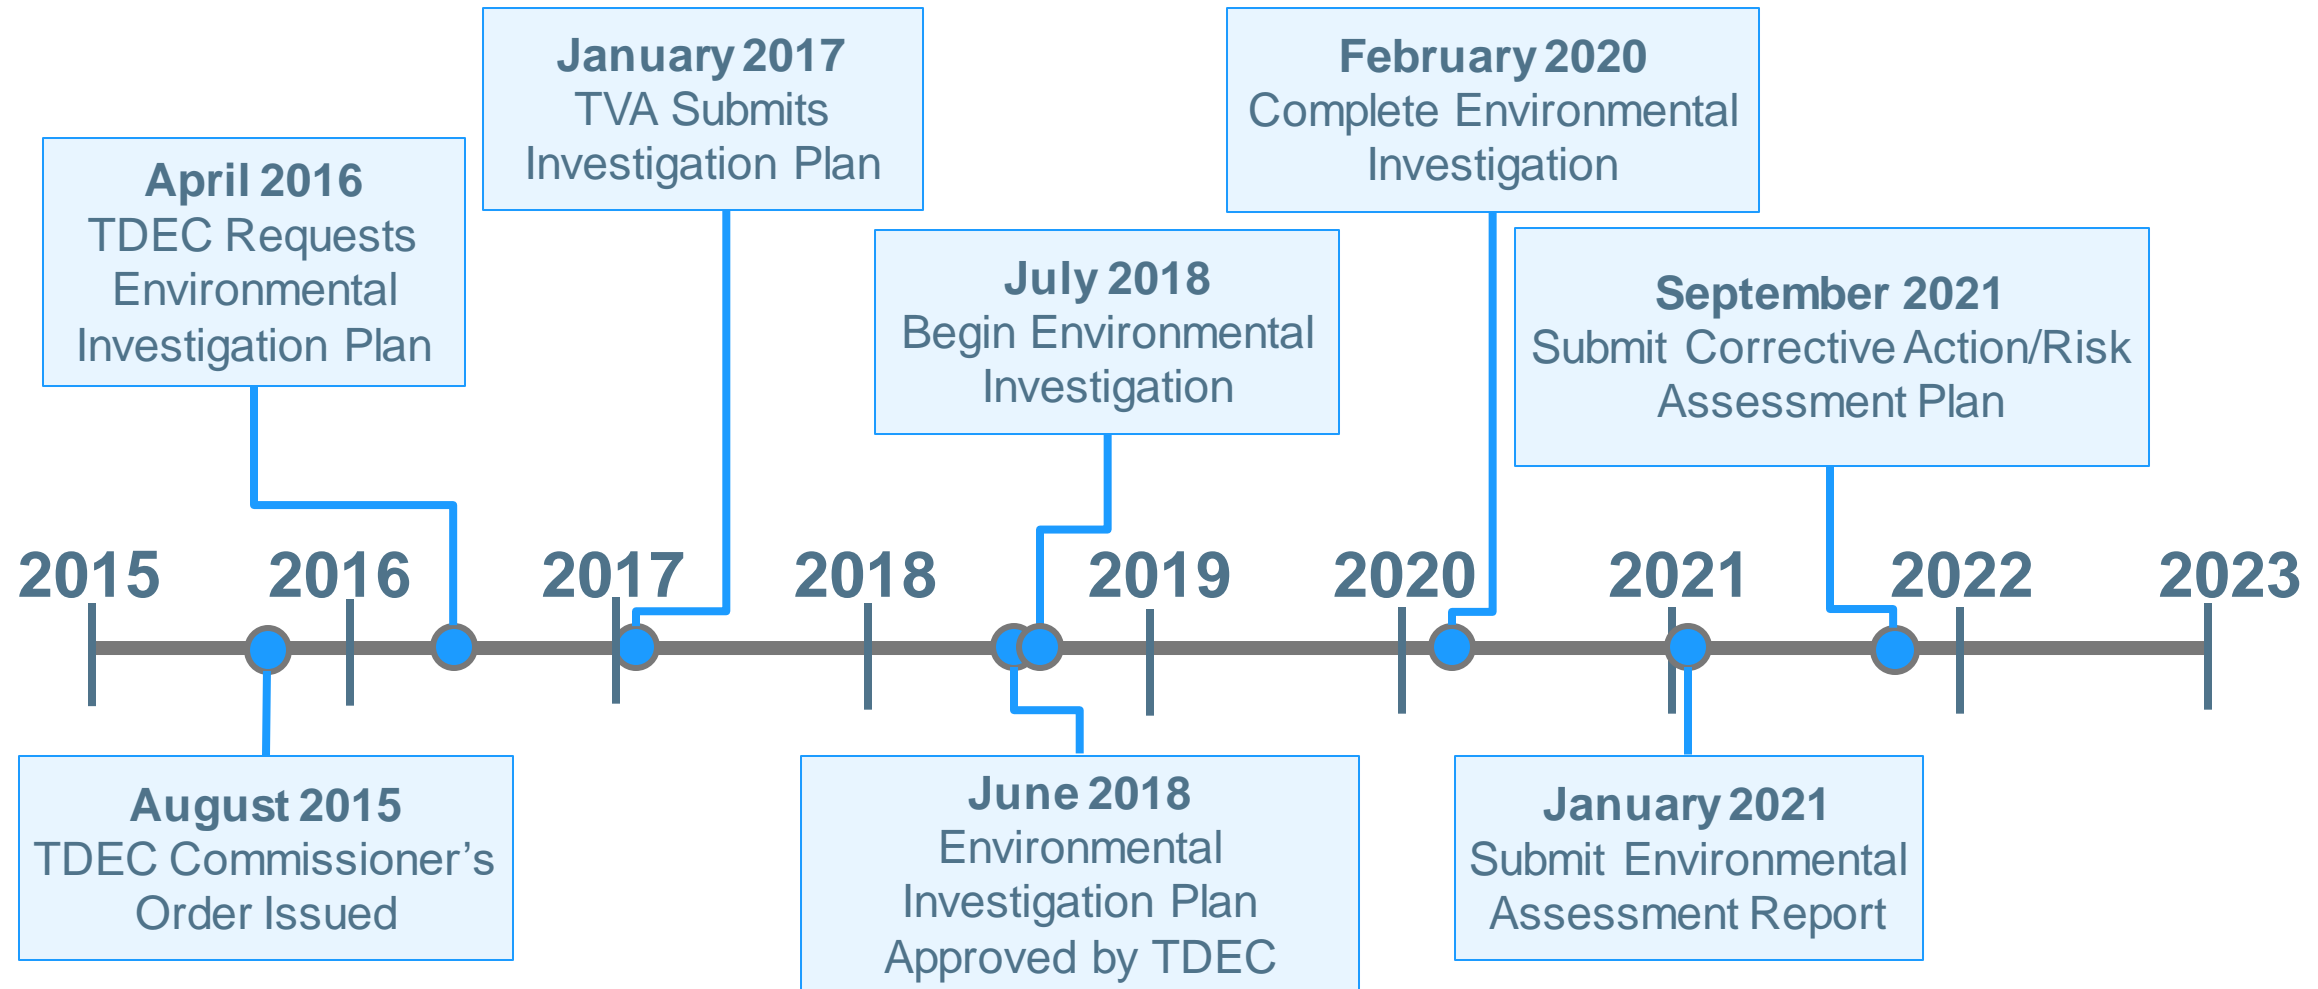 January 2017
TVA Submits
Investigation Plan
February 2020
Complete Environmental
Investigation
April 2016
TDEC Requests
Environmental
Investigation Plan
July 2018
Begin Environmental
Investigation
September 2021
Submit Corrective Action/Risk
Assessment Plan
2015 2016 2017 2018 2019 2020 2021 2022 2023
August 2015
TDEC Commissioner’s
Order Issued
June 2018
Environmental
Investigation Plan
Approved by TDEC
January 2021
Submit Environmental
Assessment Report